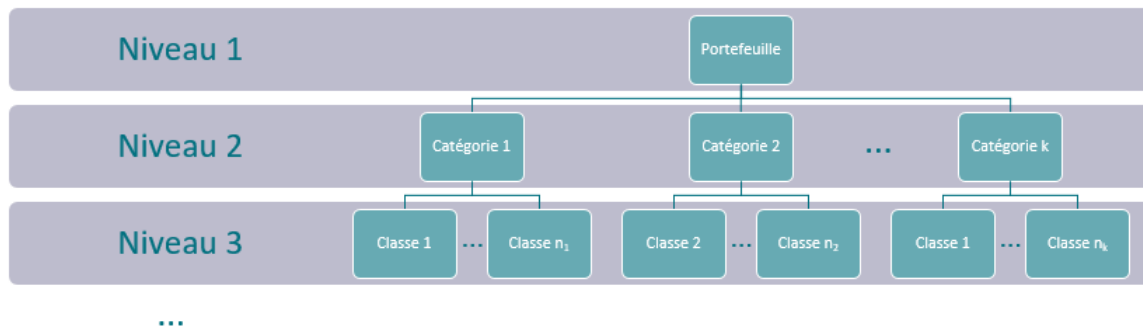 Niveau 1
Portefeuille
Niveau 2
Catégorie 1
Catégorie 2
...
Catégorie k
Niveau 3
Classe 1
...
Classe n₁
Classe 2
...
Classe n₂
Classe 1
...
Classe nₖ
...